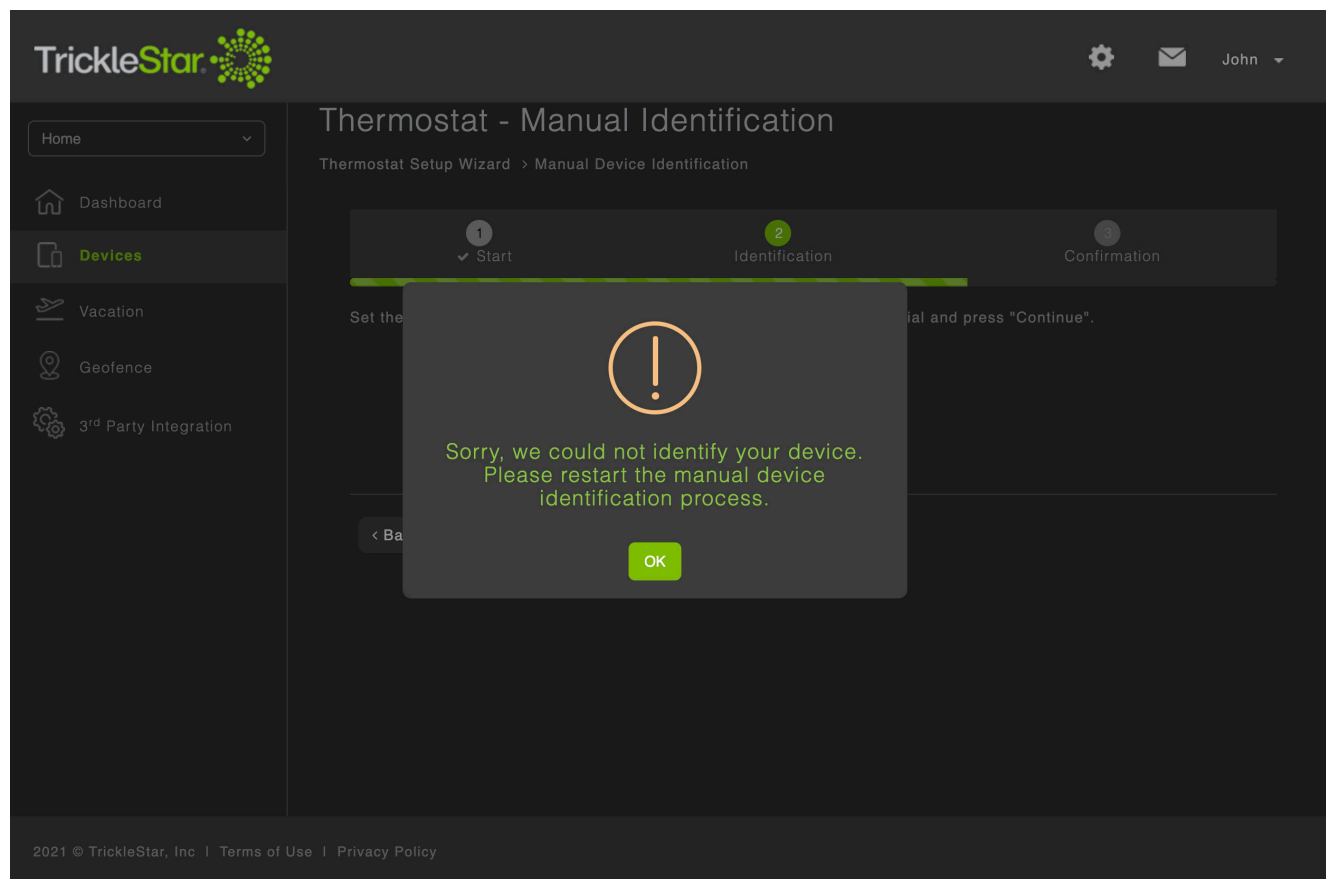 TrickleStar®
John
Home
Thermostat - Manual Identification
Thermostat Setup Wizard > Manual Device Identification
Dashboard
Devices
Vacation
Geofence
3rd Party Integration
1
✔ Start
2
Identification
3
Confirmation
Set the
ial and press "Continue".
Sorry, we could not identify your device.
Please restart the manual device
identification process.
< Ba
OK
2021 © TrickleStar, Inc | Terms of Use | Privacy Policy